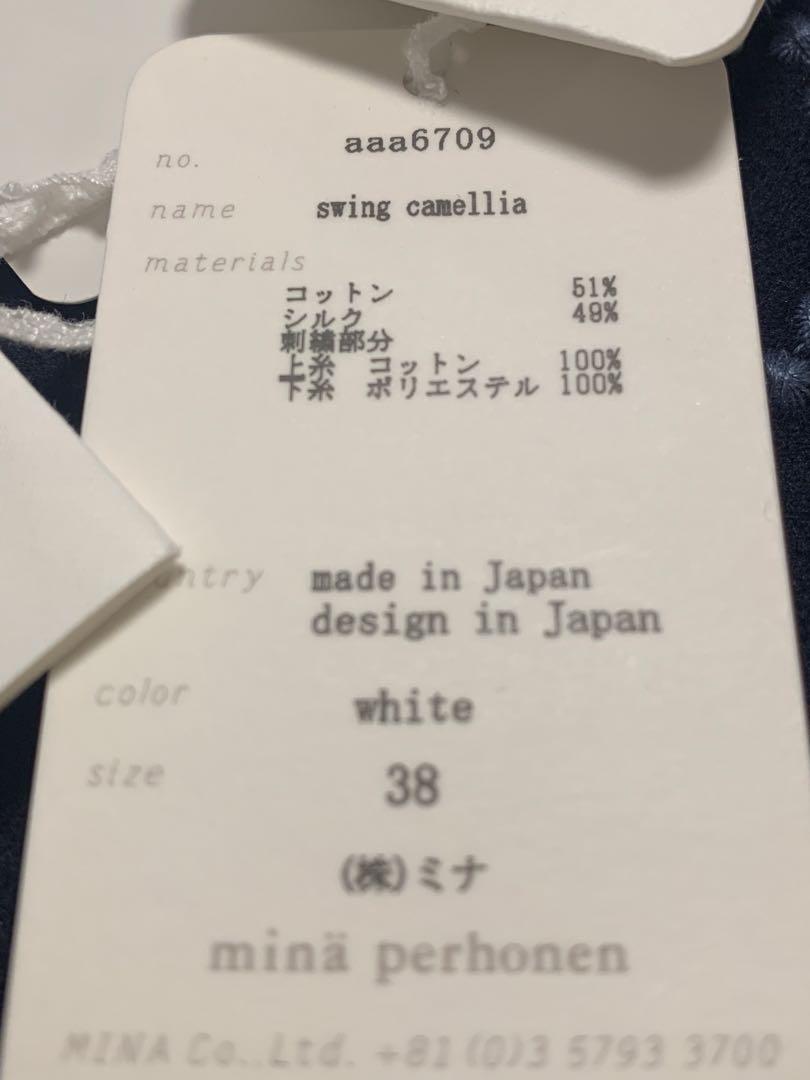 no. aaa6709
name swing camellia
materials
コットン 51%
シルク 49%
刺繍部分
上糸 コットン 100%
下糸 ポリエステル 100%
ntry made in Japan
design in Japan
color white
size 38
(株)ミナ
minä perhonen
MINA Co.,Ltd. +81(0)3 5793 3700